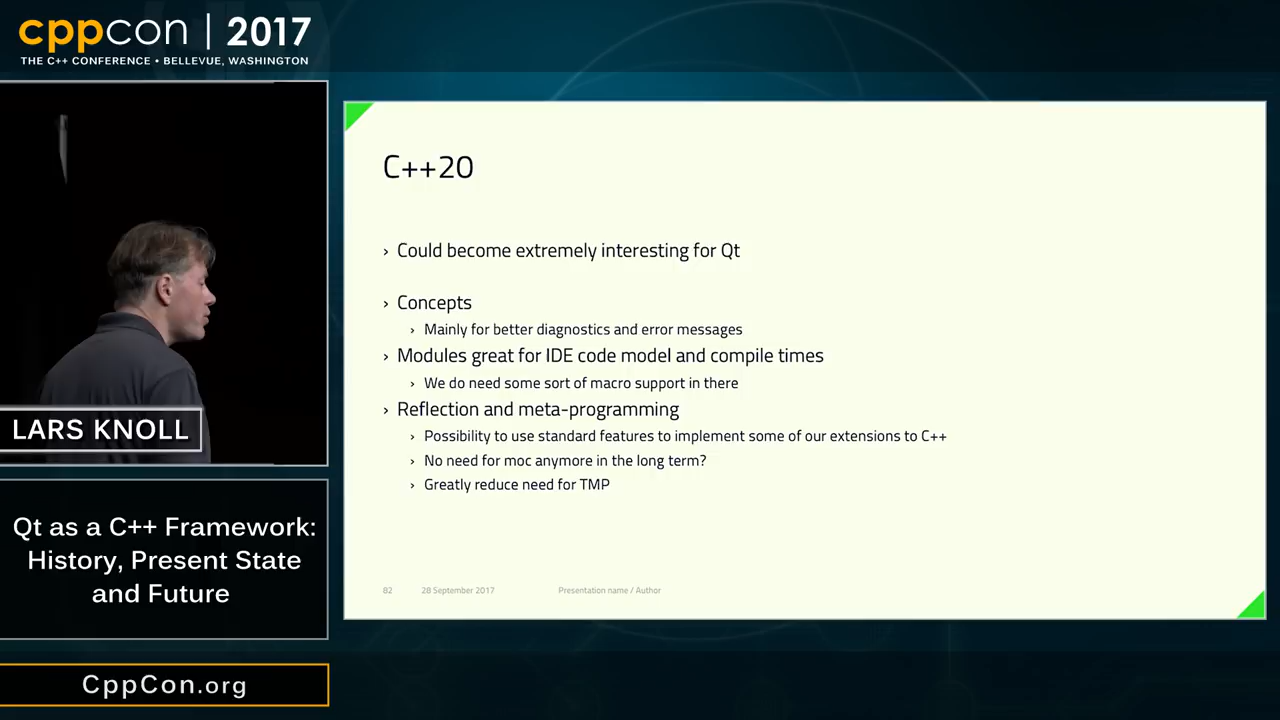 cppcon | 2017
THE C++ CONFERENCE • BELLEVUE, WASHINGTON
LARS KNOLL
Qt as a C++ Framework:
History, Present State
and Future
CppCon.org
C++20
› Could become extremely interesting for Qt
› Concepts
› Mainly for better diagnostics and error messages
› Modules great for IDE code model and compile times
› We do need some sort of macro support in there
› Reflection and meta-programming
› Possibility to use standard features to implement some of our extensions to C++
› No need for moc anymore in the long term?
› Greatly reduce need for TMP
82 28 September 2017 Presentation name / Author